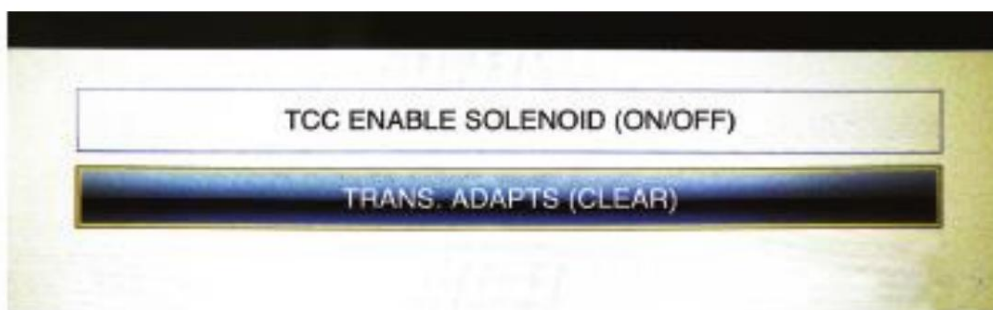 TCC ENABLE SOLENOID (ON/OFF)
TRANS. ADAPTS (CLEAR)